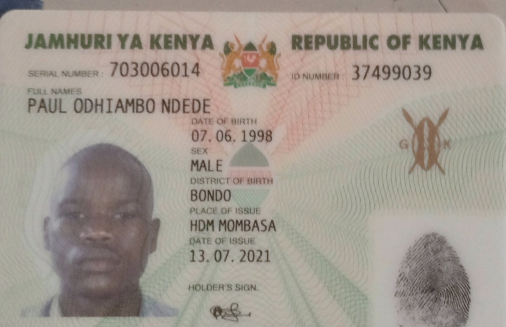 JAMHURI YA KENYA REPUBLIC OF KENYA
SERIAL NUMBER: 703006014 ID NUMBER 37499039
FULL NAMES
PAUL ODHIAMBO NDEDE
DATE OF BIRTH
07.06.1998
SEX
MALE
G K
DISTRICT OF BIRTH
BONDO
PLACE OF ISSUE
HDM MOMBASA
DATE OF ISSUE
13.07.2021
HOLDER'S SIGN.